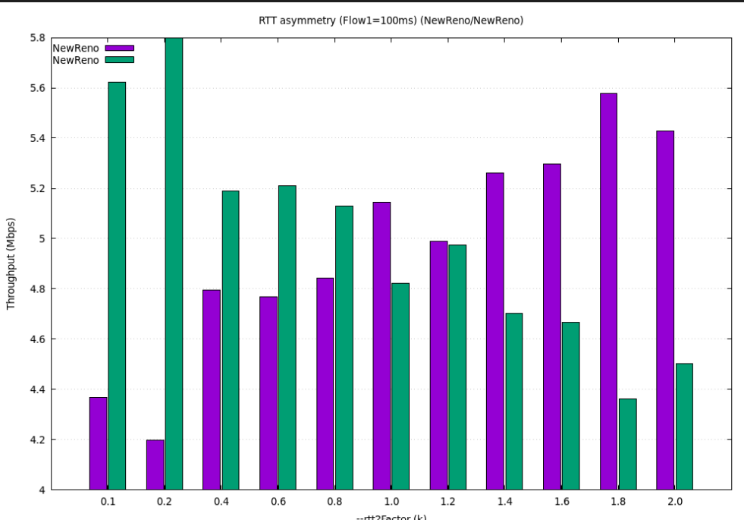 RTT asymmetry (Flow1=100ms) (NewReno/NewReno)
5.8
NewReno
NewReno
5.6
5.4
5.2
5
4.8
4.6
4.4
4.2
4
Throughput (Mbps)
0.1 0.2 0.4 0.6 0.8 1.0 1.2 1.4 1.6 1.8 2.0
--rtt2Factor (k)